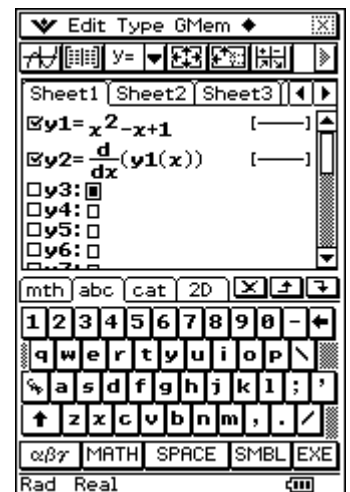 Edit Type GMem ◆
y=
Sheet1 Sheet2 Sheet3
y1=x²-x+1
y2=d/dx(y1(x))
y3:
y4:
y5:
y6:
mth abc cat 2D
1 2 3 4 5 6 7 8 9 0 - ←
q w e r t y u i o p \
a s d f g h j k l ; '
↑ z x c v b n m , . /
αβγ MATH SPACE SMBL EXE
Rad Real